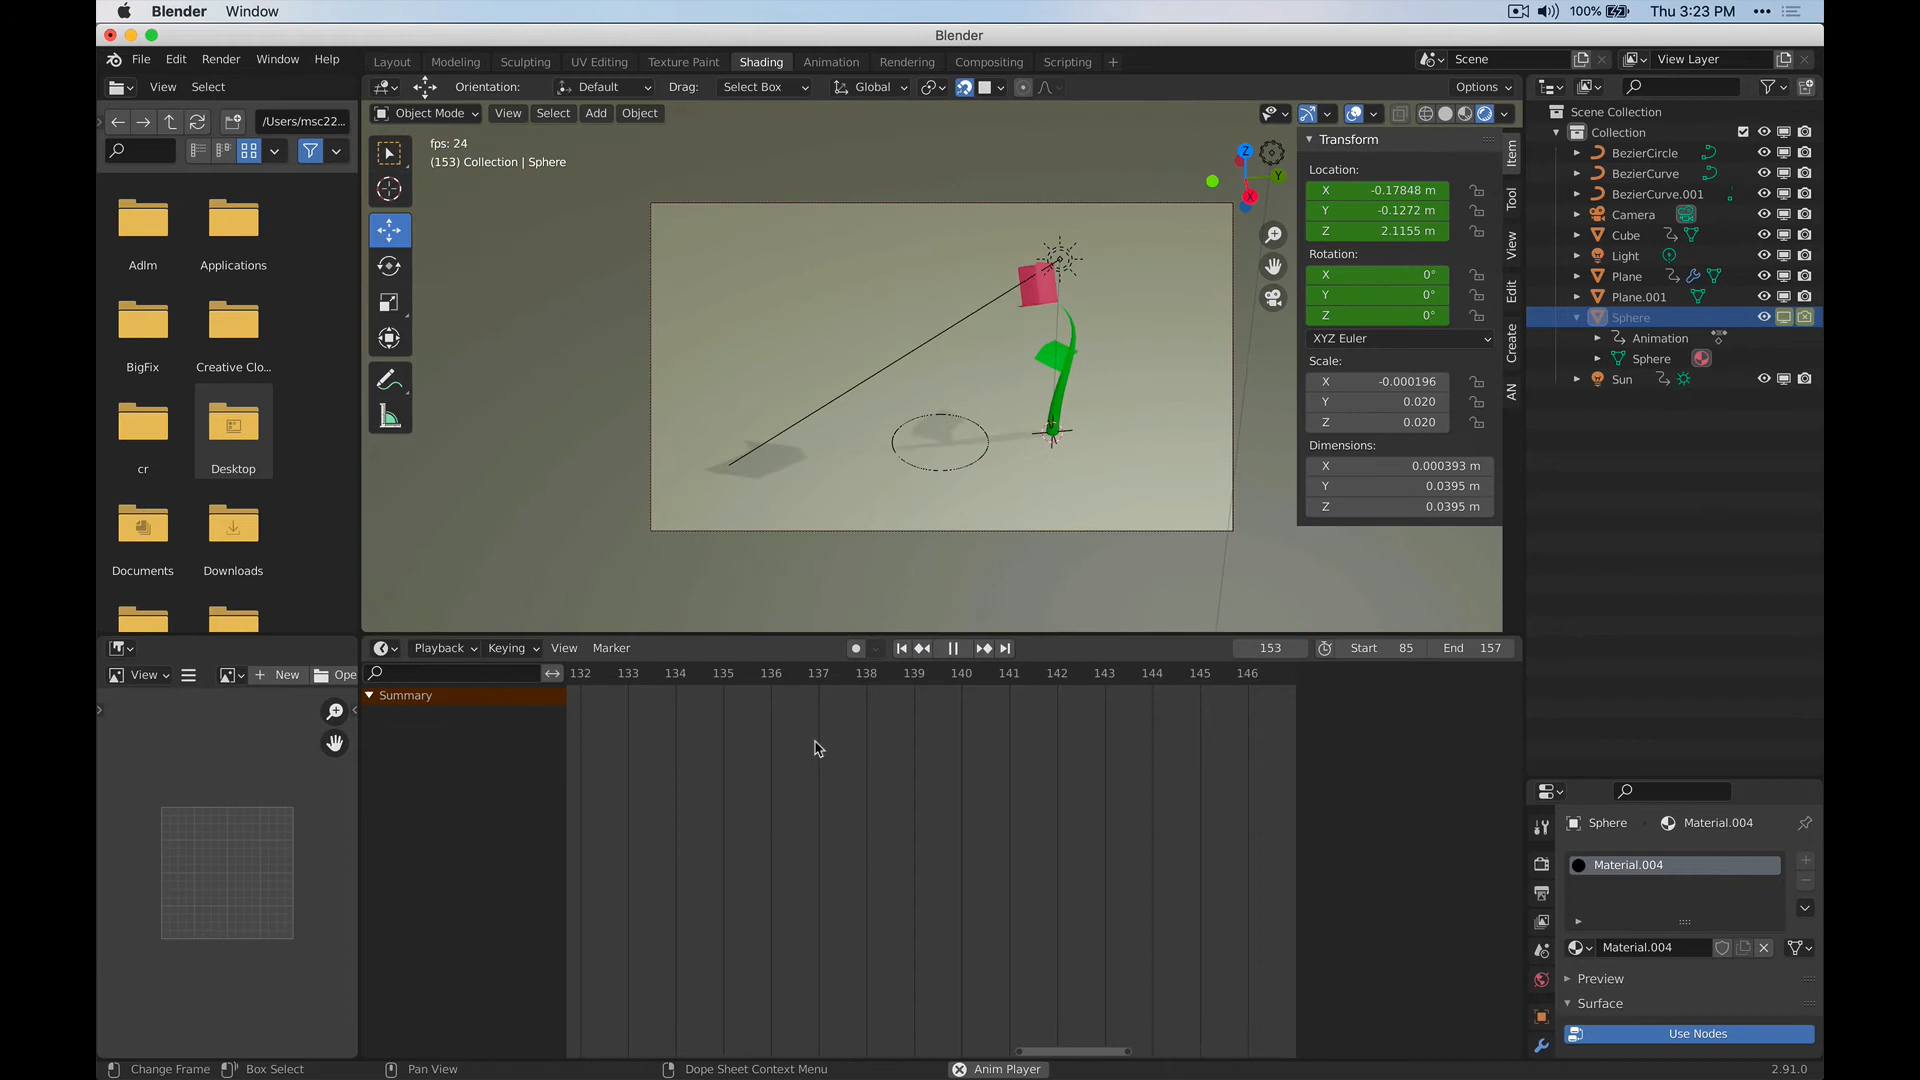 Blender Window 100% Thu 3:23 PM
Blender
File Edit Render Window Help Layout Modeling Sculpting UV Editing Texture Paint Shading Animation Rendering Compositing Scripting Scene View Layer
View Select Orientation: Default Drag: Select Box Global Options
/Users/msc22... Object Mode View Select Add Object
fps: 24
(153) Collection | Sphere
Z
Y
X
Adlm Applications
BigFix Creative Clo...
cr Desktop
Documents Downloads
Transform
Location:
X -0.17848 m
Y -0.1272 m
Z 2.1155 m
Rotation:
X 0°
Y 0°
Z 0°
XYZ Euler
Scale:
X -0.000196
Y 0.020
Z 0.020
Dimensions:
X 0.000393 m
Y 0.0395 m
Z 0.0395 m
Item
Tool
View
Edit
Create
AN
Scene Collection
Collection
BezierCircle
BezierCurve
BezierCurve.001
Camera
Cube
Light
Plane
Plane.001
Sphere
Animation
Sphere
Sun
Playback Keying View Marker 153 Start 85 End 157
View New Ope
132 133 134 135 136 137 138 139 140 141 142 143 144 145 146
Summary
Sphere Material.004
Material.004
Material.004
Preview
Surface
Use Nodes
Change Frame Box Select Pan View Dope Sheet Context Menu Anim Player 2.91.0